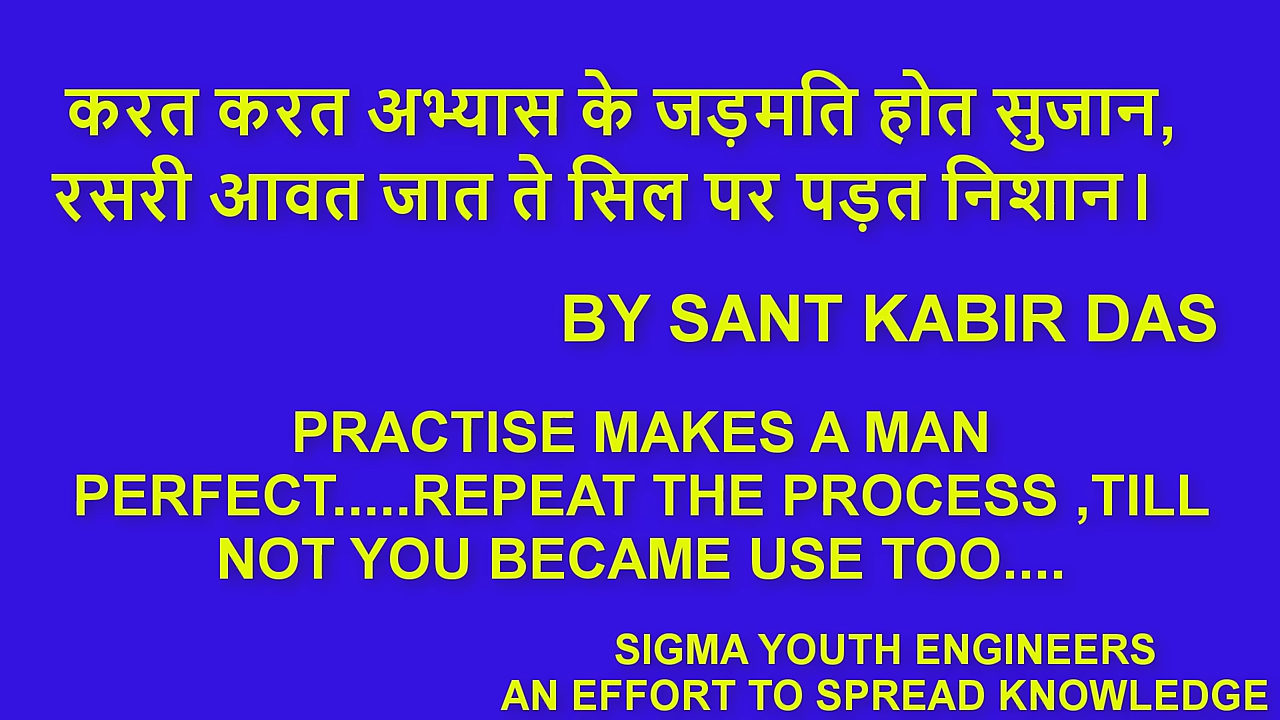 करत करत अभ्यास के जड़मति होत सुजान,
रसरी आवत जात ते सिल पर पड़त निशान।
BY SANT KABIR DAS
PRACTISE MAKES A MAN
PERFECT.....REPEAT THE PROCESS ,TILL
NOT YOU BECAME USE TOO....
SIGMA YOUTH ENGINEERS
AN EFFORT TO SPREAD KNOWLEDGE